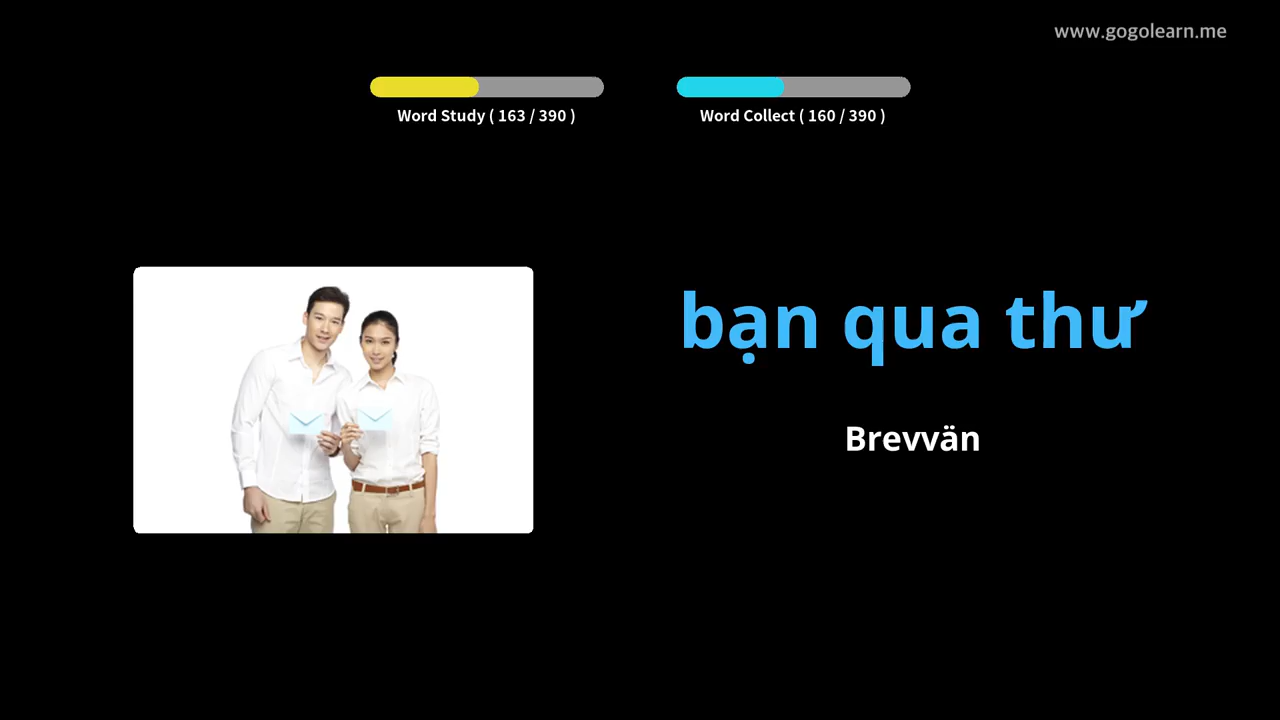 www.gogolearn.me
Word Study ( 163 / 390 )
Word Collect ( 160 / 390 )
bạn qua thư
Brevvän